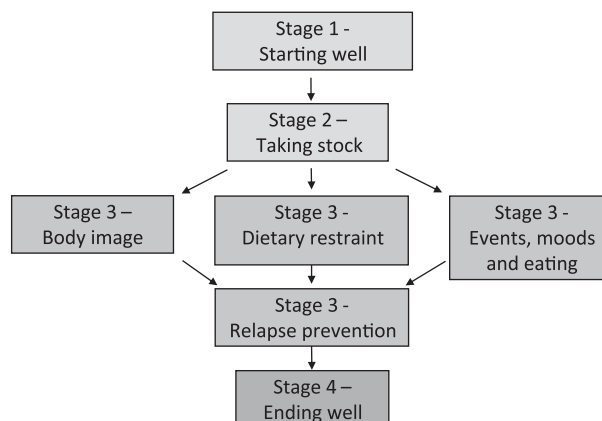 Stage 1 -
Starting well
Stage 2 –
Taking stock
Stage 3 –
Body image
Stage 3 -
Dietary restraint
Stage 3 -
Events, moods
and eating
Stage 3 -
Relapse prevention
Stage 4 –
Ending well